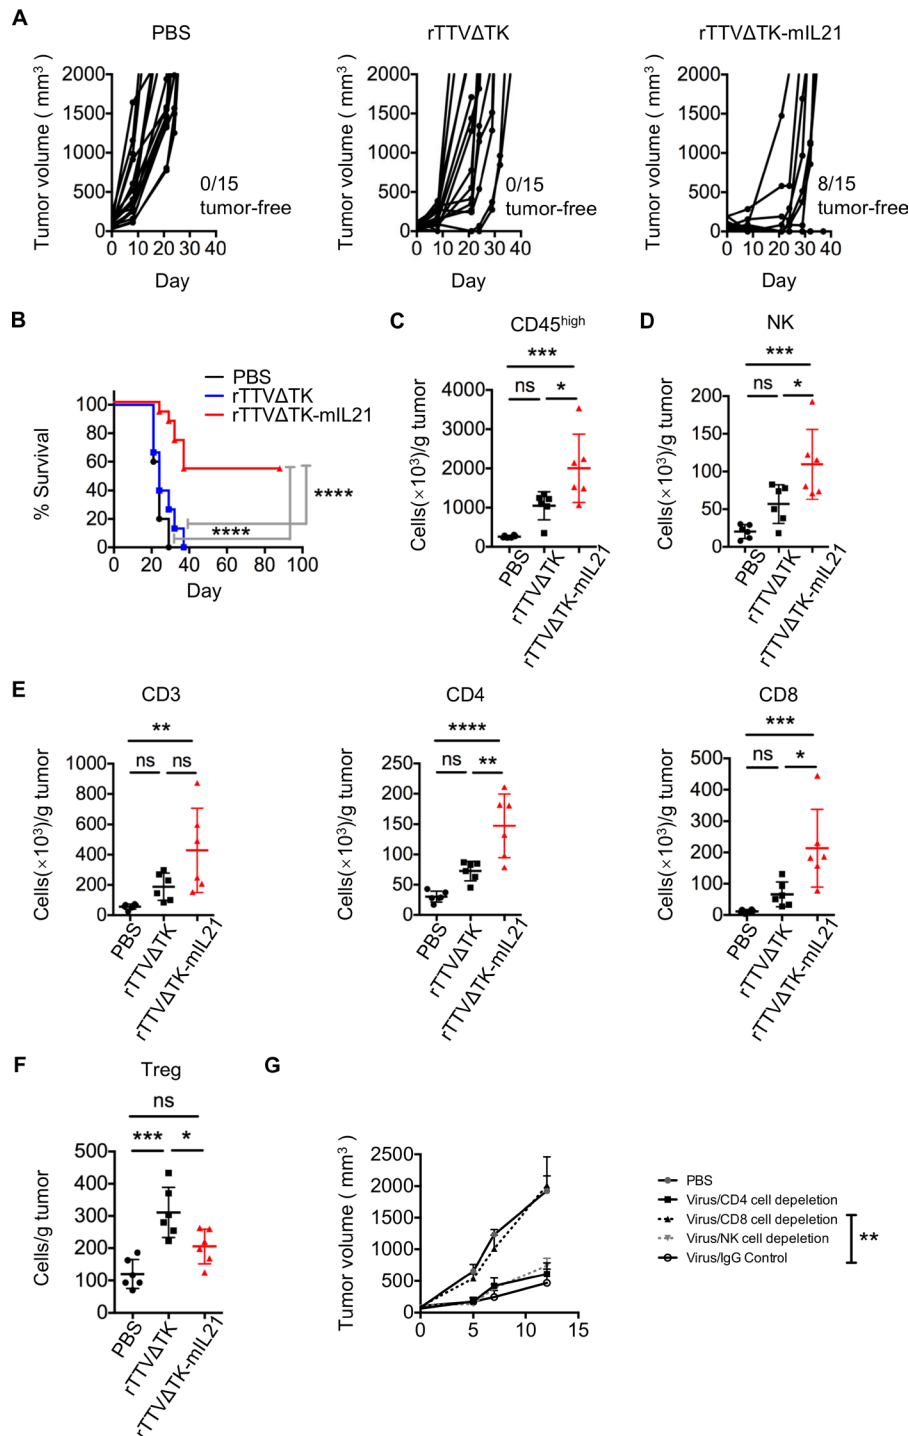 A
PBS
rTTVΔTK
rTTVΔTK-mIL21
Tumor volume ( mm³ )
2000
1500
1000
500
0
0/15
tumor-free
0 10 20 30 40
Day
Tumor volume ( mm³ )
2000
1500
1000
500
0
0/15
tumor-free
0 10 20 30 40
Day
Tumor volume ( mm³ )
2000
1500
1000
500
0
8/15
tumor-free
0 10 20 30 40
Day
B
PBS
rTTVΔTK
rTTVΔTK-mIL21
% Survival
100
80
60
40
20
0
****
****
0 20 40 60 80 100
Day
C
CD45high
***
ns *
Cells(×10³)/g tumor
4000
3000
2000
1000
0
PBS
rTTVΔTK
rTTVΔTK-mIL21
D
NK
***
ns *
Cells(×10³)/g tumor
200
150
100
50
0
PBS
rTTVΔTK
rTTVΔTK-mIL21
E
CD3
**
ns ns
Cells(×10³)/g tumor
1000
800
600
400
200
0
PBS
rTTVΔTK
rTTVΔTK-mIL21
CD4
****
ns **
Cells(×10³)/g tumor
250
200
150
100
50
0
PBS
rTTVΔTK
rTTVΔTK-mIL21
CD8
***
ns *
Cells(×10³)/g tumor
500
400
300
200
100
0
PBS
rTTVΔTK
rTTVΔTK-mIL21
F
Treg
ns
*** *
Cells/g tumor
500
400
300
200
100
0
PBS
rTTVΔTK
rTTVΔTK-mIL21
G
Tumor volume ( mm³ )
2500
2000
1500
1000
500
0
0 5 10 15
PBS
Virus/CD4 cell depeletion
Virus/CD8 cell depeletion
Virus/NK cell depeletion
Virus/IgG Control
**